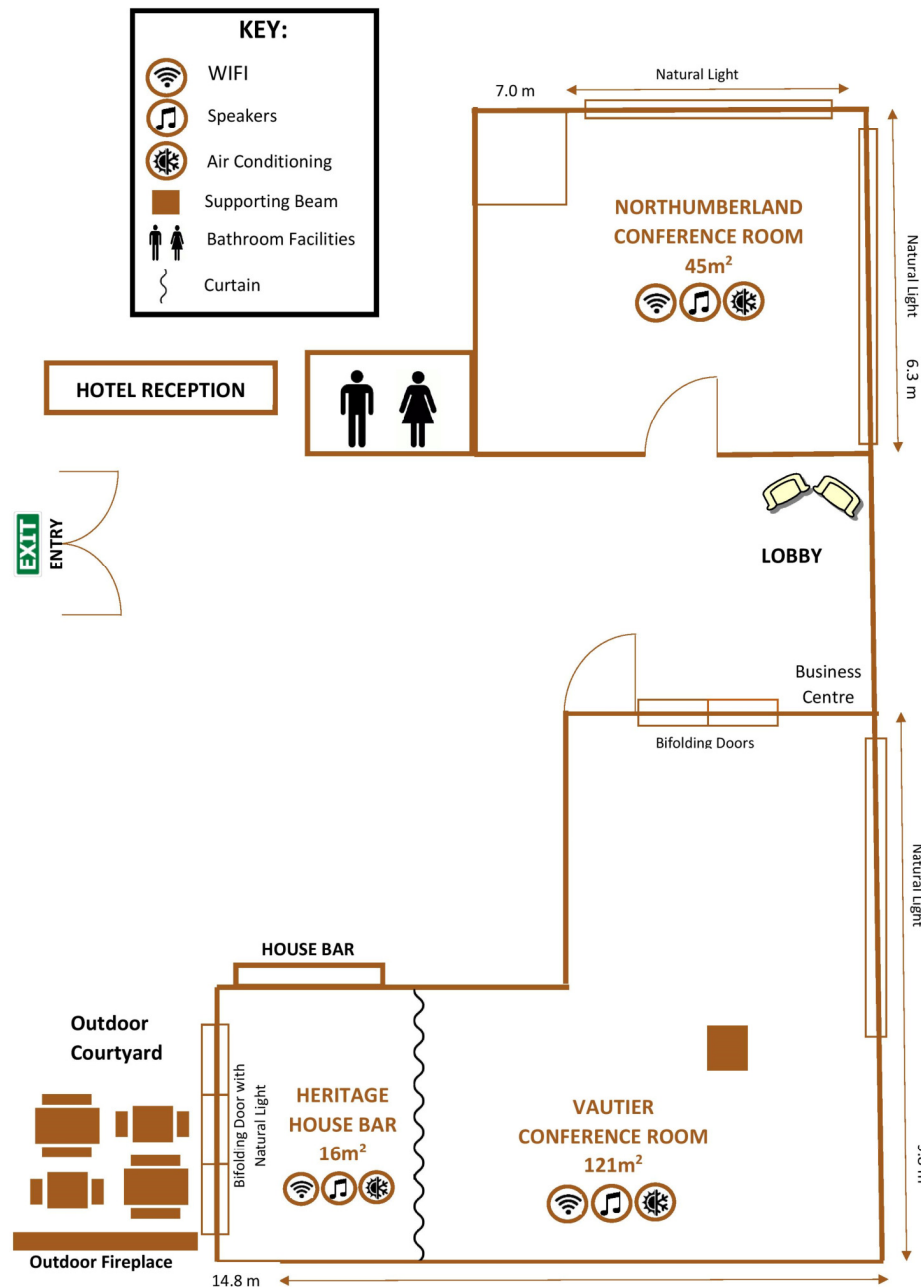 KEY:
WIFI
Speakers
Air Conditioning
Supporting Beam
Bathroom Facilities
Curtain
7.0 m
Natural Light
NORTHUMBERLAND
CONFERENCE ROOM
45m²
Natural Light
6.3 m
HOTEL RECEPTION
EXIT
ENTRY
LOBBY
Business
Centre
Bifolding Doors
Natural Light
HOUSE BAR
Outdoor
Courtyard
Bifolding Door with
Natural Light
HERITAGE
HOUSE BAR
16m²
VAUTIER
CONFERENCE ROOM
121m²
Outdoor Fireplace
14.8 m